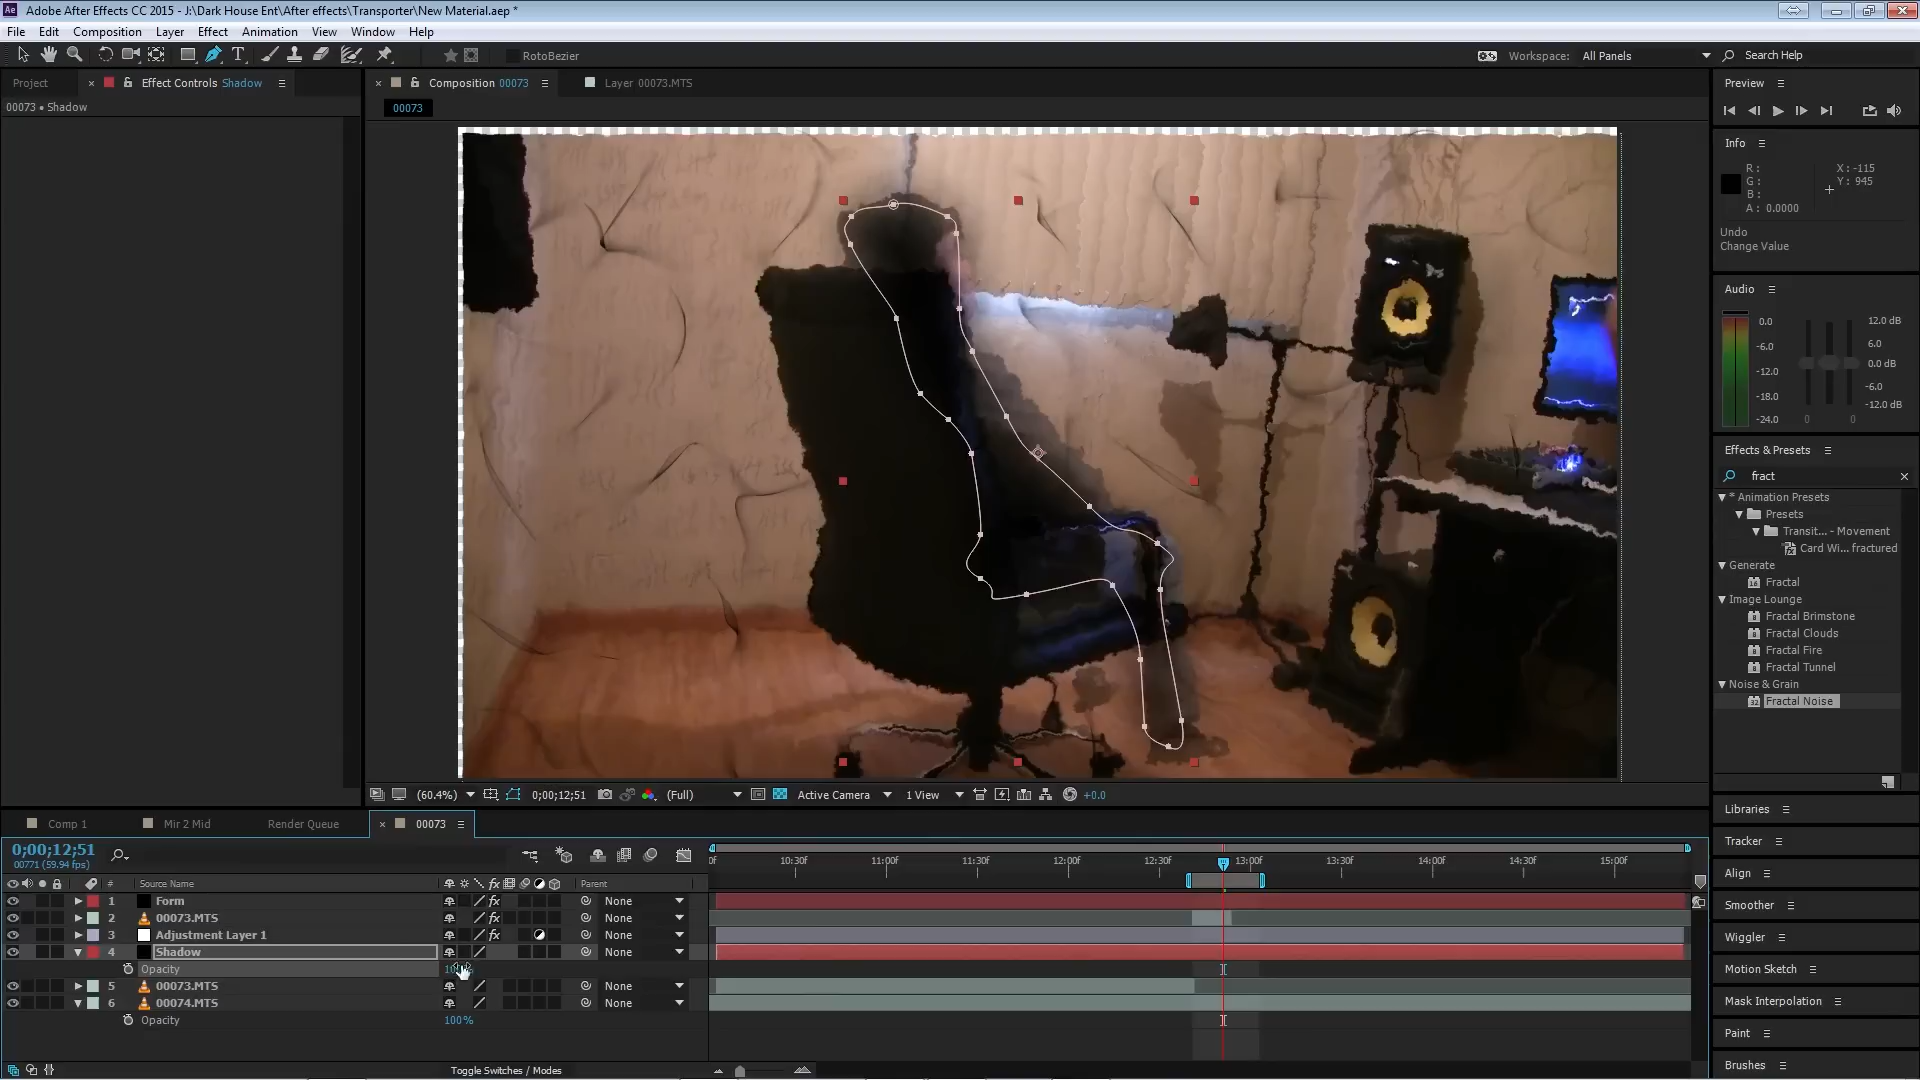 Adobe After Effects CC 2015 - J:\Dark House Ent\After effects\Transporter\New Material.aep *
File Edit Composition Layer Effect Animation View Window Help
RotoBezier
Workspace: All Panels
Search Help
Project
Effect Controls Shadow
Composition 00073
Layer 00073.MTS
00073 • Shadow
00073
Preview
Info
R :
G :
B :
A : 0.0000
X : -115
Y : 945
Undo
Change Value
Audio
0.0
-6.0
-12.0
-18.0
-24.0
12.0 dB
6.0
0.0 dB
-6.0
-12.0 dB
0 0
Effects & Presets
fract
* Animation Presets
Presets
Transit... - Movement
Card Wi... fractured
Generate
Fractal
Image Lounge
Fractal Brimstone
Fractal Clouds
Fractal Fire
Fractal Tunnel
Noise & Grain
Fractal Noise
Libraries
Tracker
Align
Smoother
Wiggler
Motion Sketch
Mask Interpolation
Paint
Brushes
(60.4%) 0;00;12;51 (Full) Active Camera 1 View +0.0
Comp 1 Mir 2 Mid Render Queue 00073
0;00;12;51
00771 (59.94 fps)
0f 10:30f 11:00f 11:30f 12:00f 12:30f 13:00f 13:30f 14:00f 14:30f 15:00f
# Source Name Parent
1 Form None
2 00073.MTS None
3 Adjustment Layer 1 None
4 Shadow None
Opacity
5 00073.MTS None
6 00074.MTS None
Opacity 100%
Toggle Switches / Modes